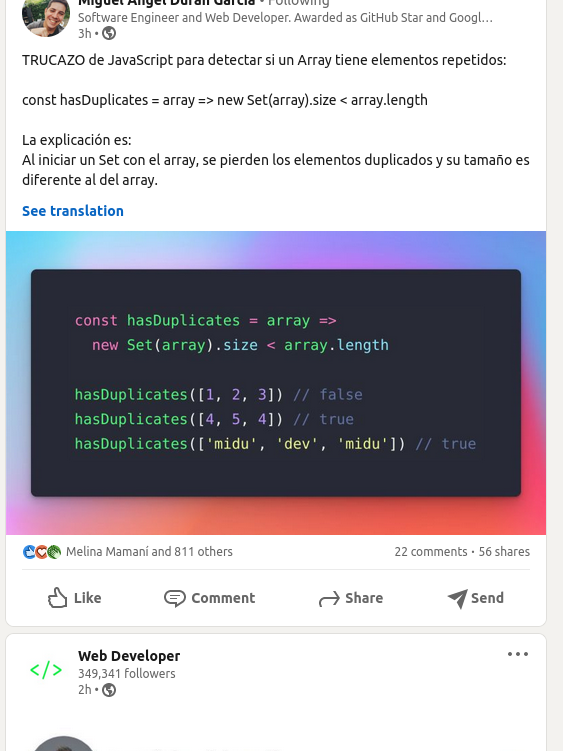 Miguel Ángel Durán García • Following
Software Engineer and Web Developer. Awarded as GitHub Star and Googl…
3h •
TRUCAZO de JavaScript para detectar si un Array tiene elementos repetidos:
const hasDuplicates = array => new Set(array).size < array.length
La explicación es:
Al iniciar un Set con el array, se pierden los elementos duplicados y su tamaño es
diferente al del array.
See translation
const hasDuplicates = array =>
new Set(array).size < array.length
hasDuplicates([1, 2, 3]) // false
hasDuplicates([4, 5, 4]) // true
hasDuplicates(['midu', 'dev', 'midu']) // true
Melina Mamaní and 811 others
22 comments • 56 shares
Like
Comment
Share
Send
</>
Web Developer
349,341 followers
2h •